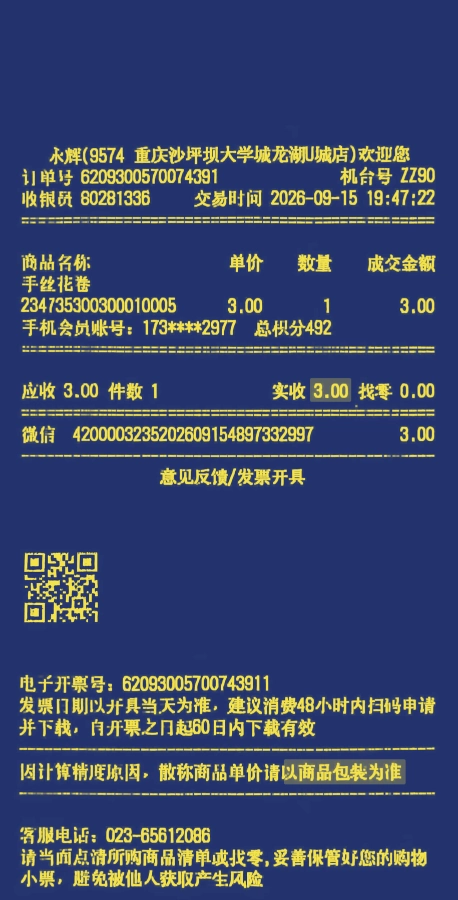 永辉(9574 重庆沙坪坝大学城龙湖U城店)欢迎您
订单号 6209300570074391 机台号 ZZ90
收银员 80281336 交易时间 2026-09-15 19:47:22
商品名称 单价 数量 成交金额
手丝花卷
234735300300010005 3.00 1 3.00
手机会员账号：173****2977 总积分492
应收 3.00 件数 1 实收 3.00 找零 0.00
微信 4200003235202609154897332997 3.00
意见反馈/发票开具
电子开票号：62093005700743911
发票日期以开具当天为准，建议消费48小时内扫码申请
并下载，自开票之日起60日内下载有效
因计算精度原因，散称商品单价请以商品包装为准
客服电话：023-65612086
请当面点清所购商品清单或找零,妥善保管好您的购物
小票，避免被他人获取产生风险